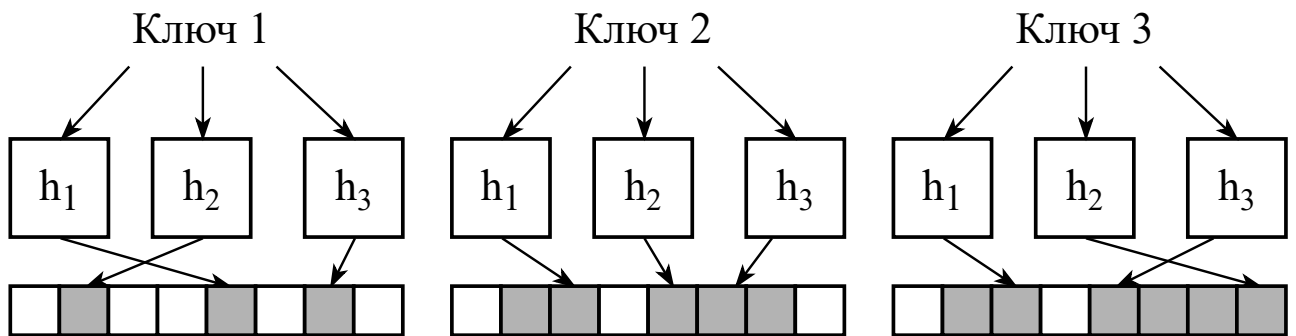 Ключ 1 Ключ 2 Ключ 3
h₁ h₂ h₃ h₁ h₂ h₃ h₁ h₂ h₃